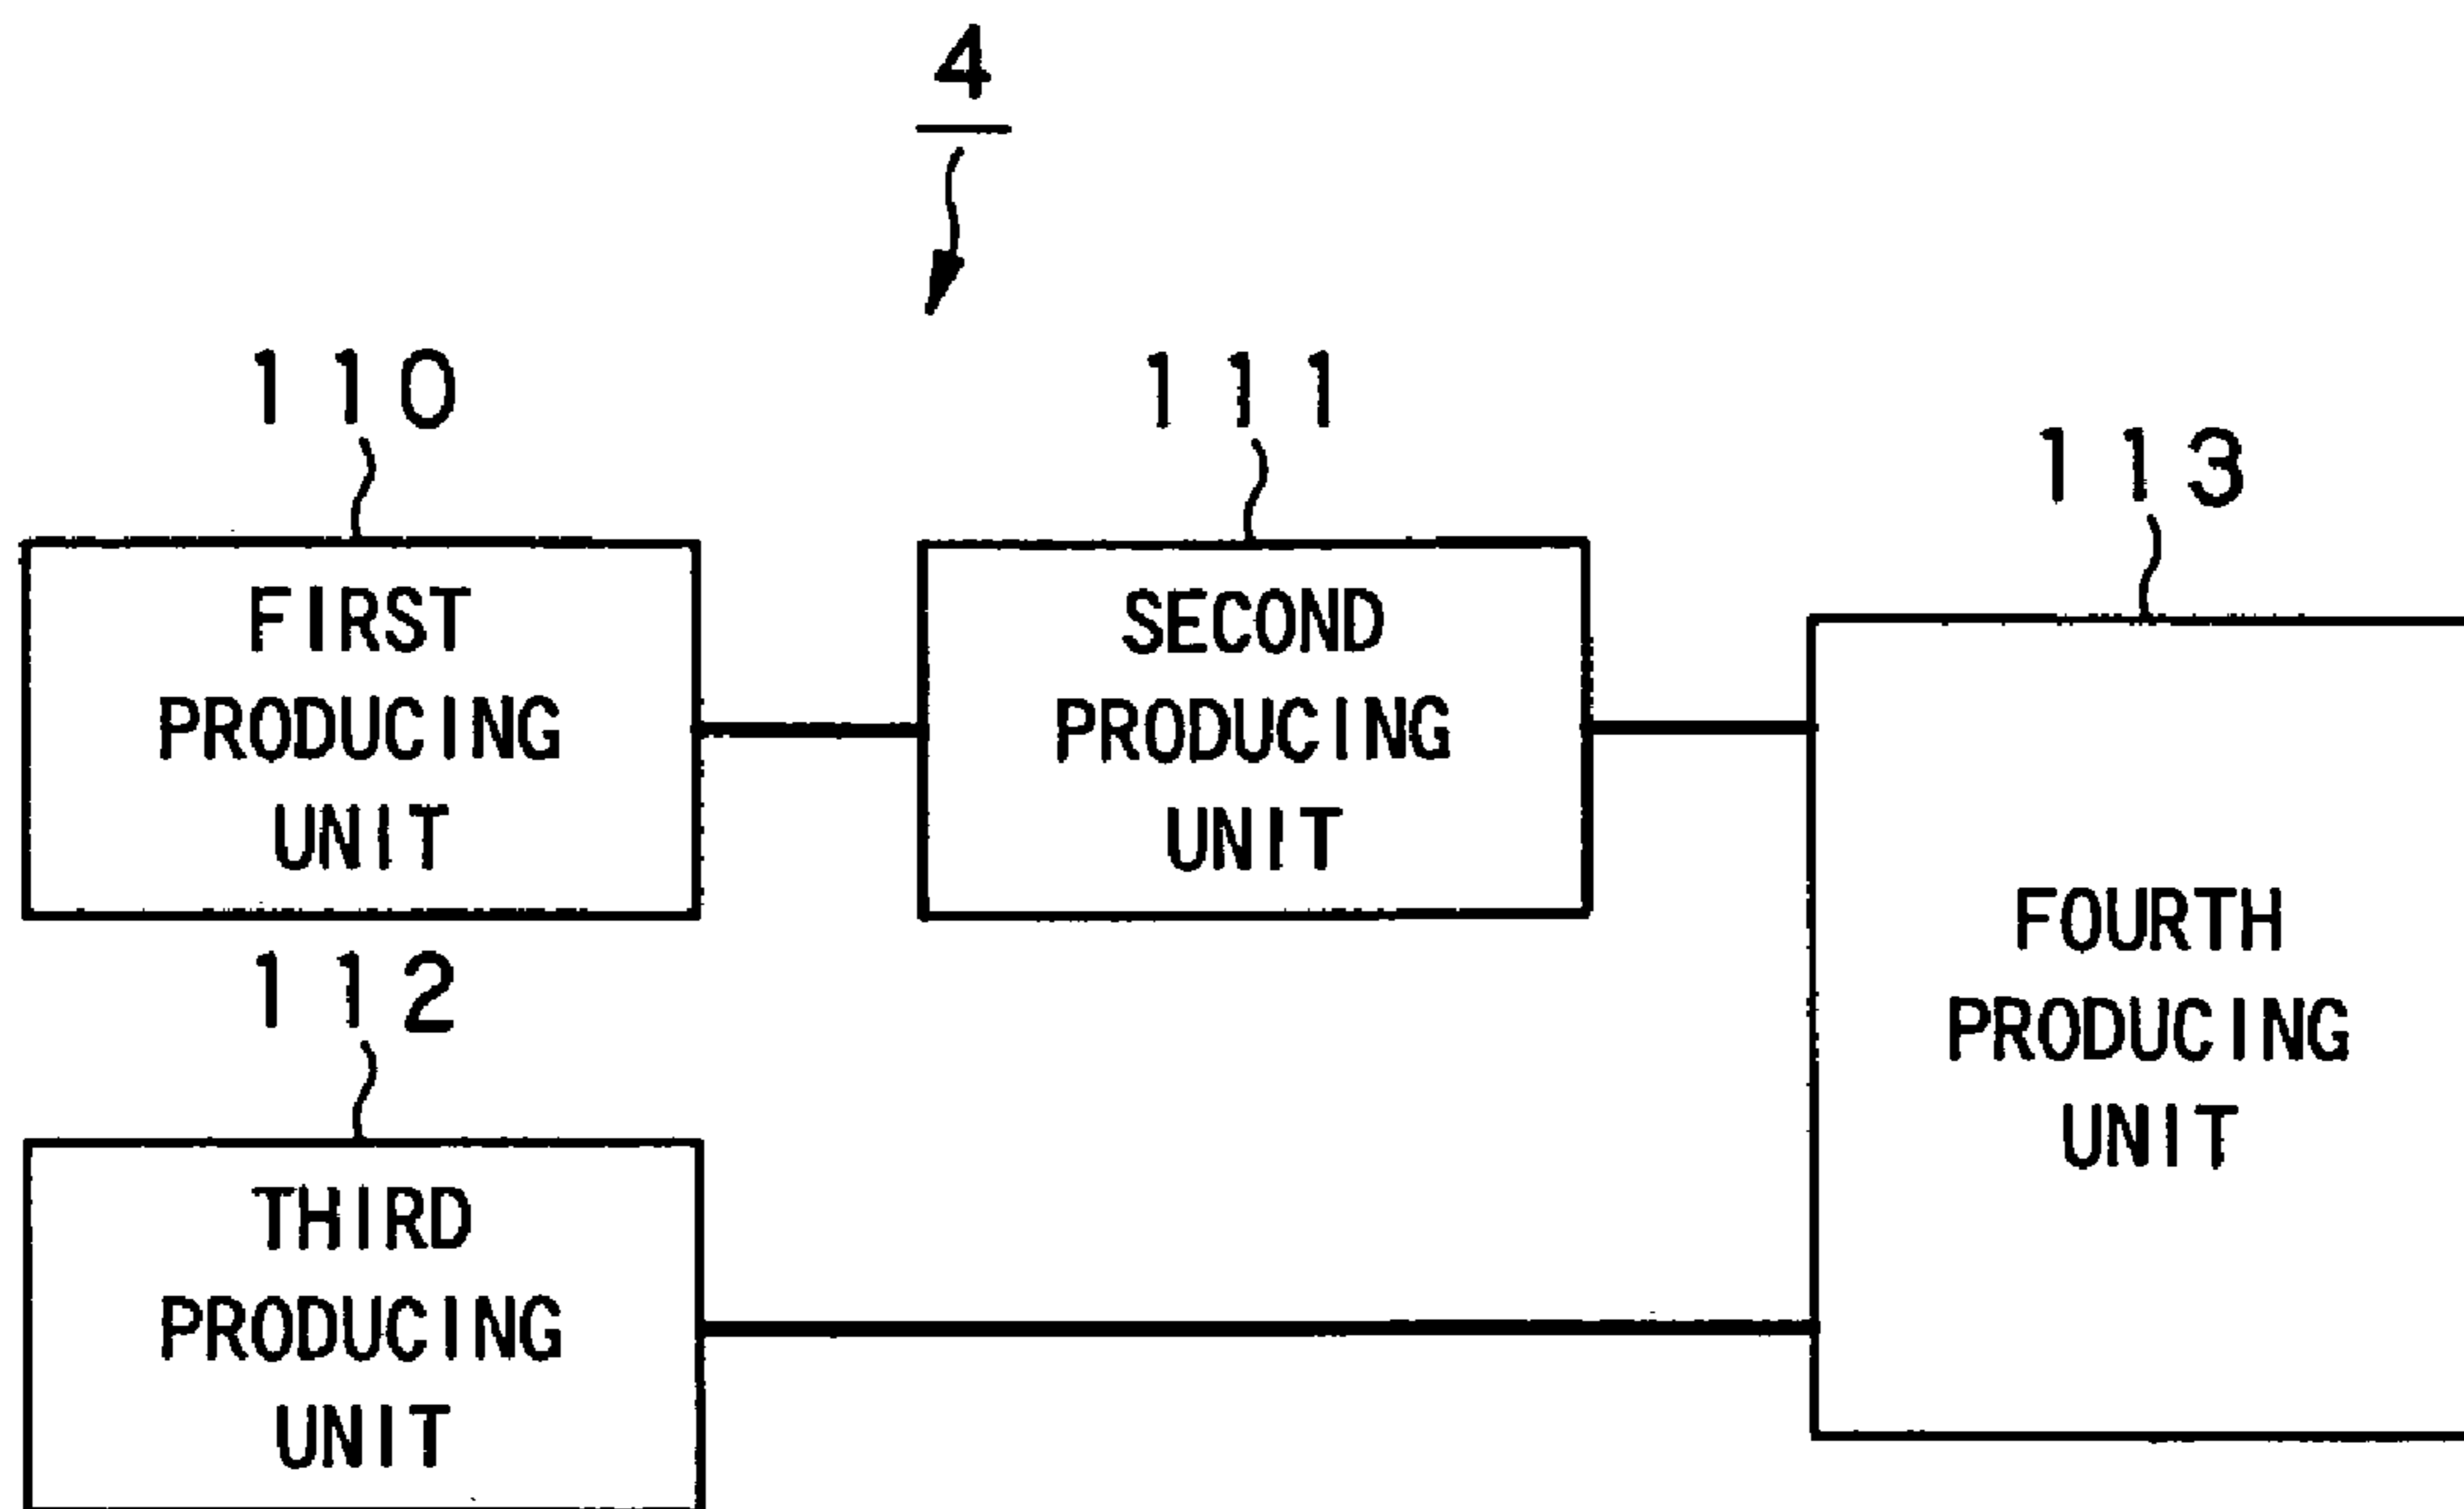 4
110
111
113
FIRST
PRODUCING
UNIT
SECOND
PRODUCING
UNIT
FOURTH
PRODUCING
UNIT
112
THIRD
PRODUCING
UNIT